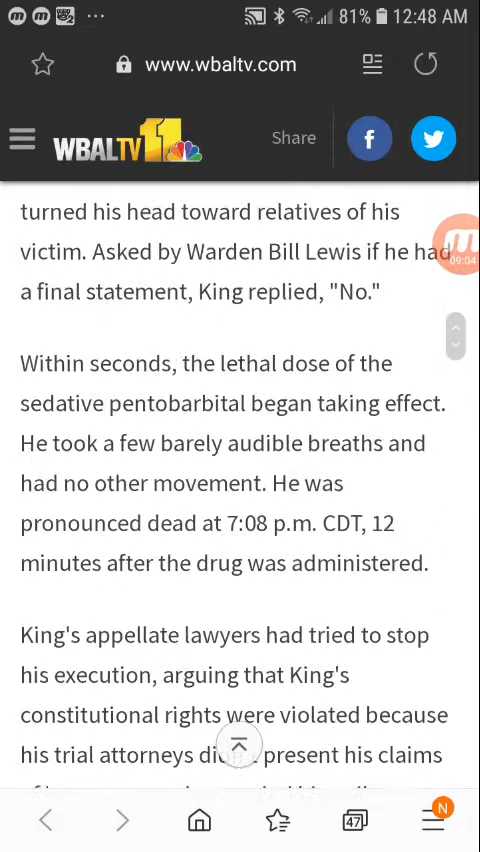 81% 12:48 AM
www.wbaltv.com
WBALTV 11
Share
turned his head toward relatives of his
victim. Asked by Warden Bill Lewis if he had
a final statement, King replied, "No."
09:04
Within seconds, the lethal dose of the
sedative pentobarbital began taking effect.
He took a few barely audible breaths and
had no other movement. He was
pronounced dead at 7:08 p.m. CDT, 12
minutes after the drug was administered.
King's appellate lawyers had tried to stop
his execution, arguing that King's
constitutional rights were violated because
his trial attorneys didn't present his claims
47
N